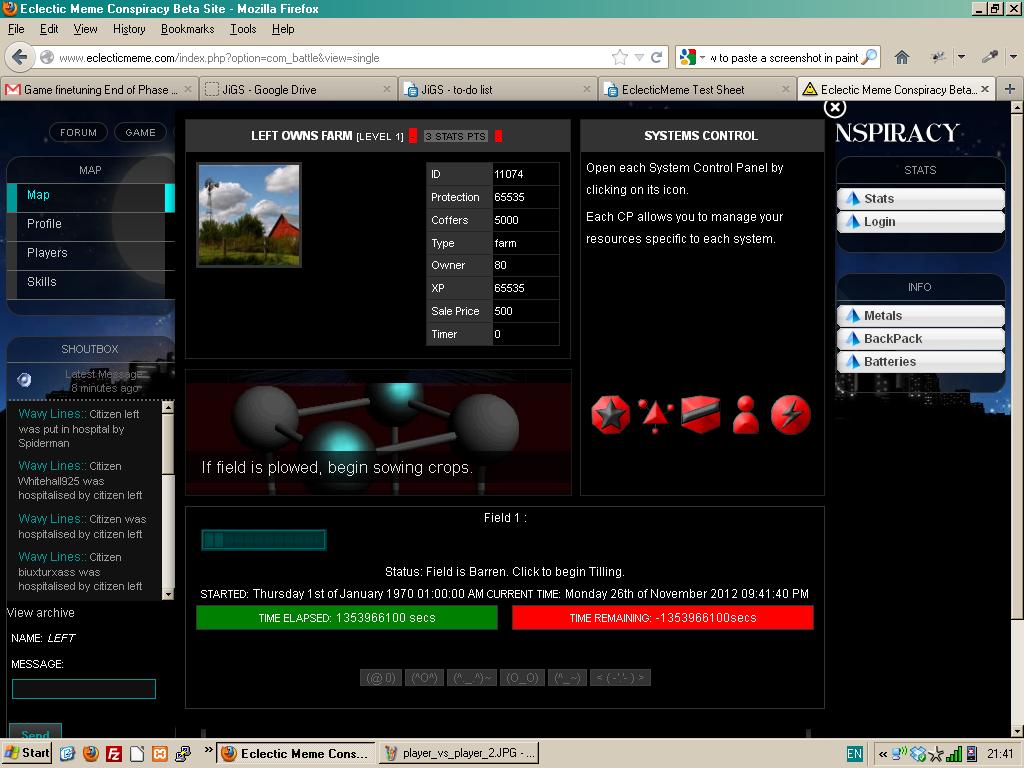 Eclectic Meme Conspiracy Beta Site - Mozilla Firefox
File Edit View History Bookmarks Tools Help
www.eclecticmeme.com/index.php?option=com_battle&view=single
w to paste a screenshot in paint
Game finetuning End of Phase ...
JiGS - Google Drive
JiGS - to-do list
EclecticMeme Test Sheet
Eclectic Meme Conspiracy Beta...
FORUM GAME
NSPIRACY
MAP
Map
Profile
Players
Skills
SHOUTBOX
Latest Message
8 minutes ago
Wavy Lines:: Citizen left
was put in hospital by
Spiderman
Wavy Lines:: Citizen
Whitehall925 was
hospitalised by citizen left
Wavy Lines:: Citizen was
hospitalised by citizen left
Wavy Lines:: Citizen
biuxturxass was
hospitalised by citizen left
View archive
NAME: LEFT
MESSAGE:
Send
LEFT OWNS FARM [LEVEL 1] 3 STATS PTS
ID 11074
Protection 65535
Coffers 5000
Type farm
Owner 80
XP 65535
Sale Price 500
Timer 0
SYSTEMS CONTROL
Open each System Control Panel by
clicking on its icon.
Each CP allows you to manage your
resources specific to each system.
If field is plowed, begin sowing crops.
Field 1 :
Status: Field is Barren. Click to begin Tilling.
STARTED: Thursday 1st of January 1970 01:00:00 AM CURRENT TIME: Monday 26th of November 2012 09:41:40 PM
TIME ELAPSED: 1353966100 secs
TIME REMAINING: -1353966100secs
(@ 0) (^O^) (^._.^)~ (O_O) (^_~) < ( -'.'- ) >
STATS
Stats
Login
INFO
Metals
BackPack
Batteries
Start
»
Eclectic Meme Cons...
player_vs_player_2.JPG - ...
EN
«
21:41